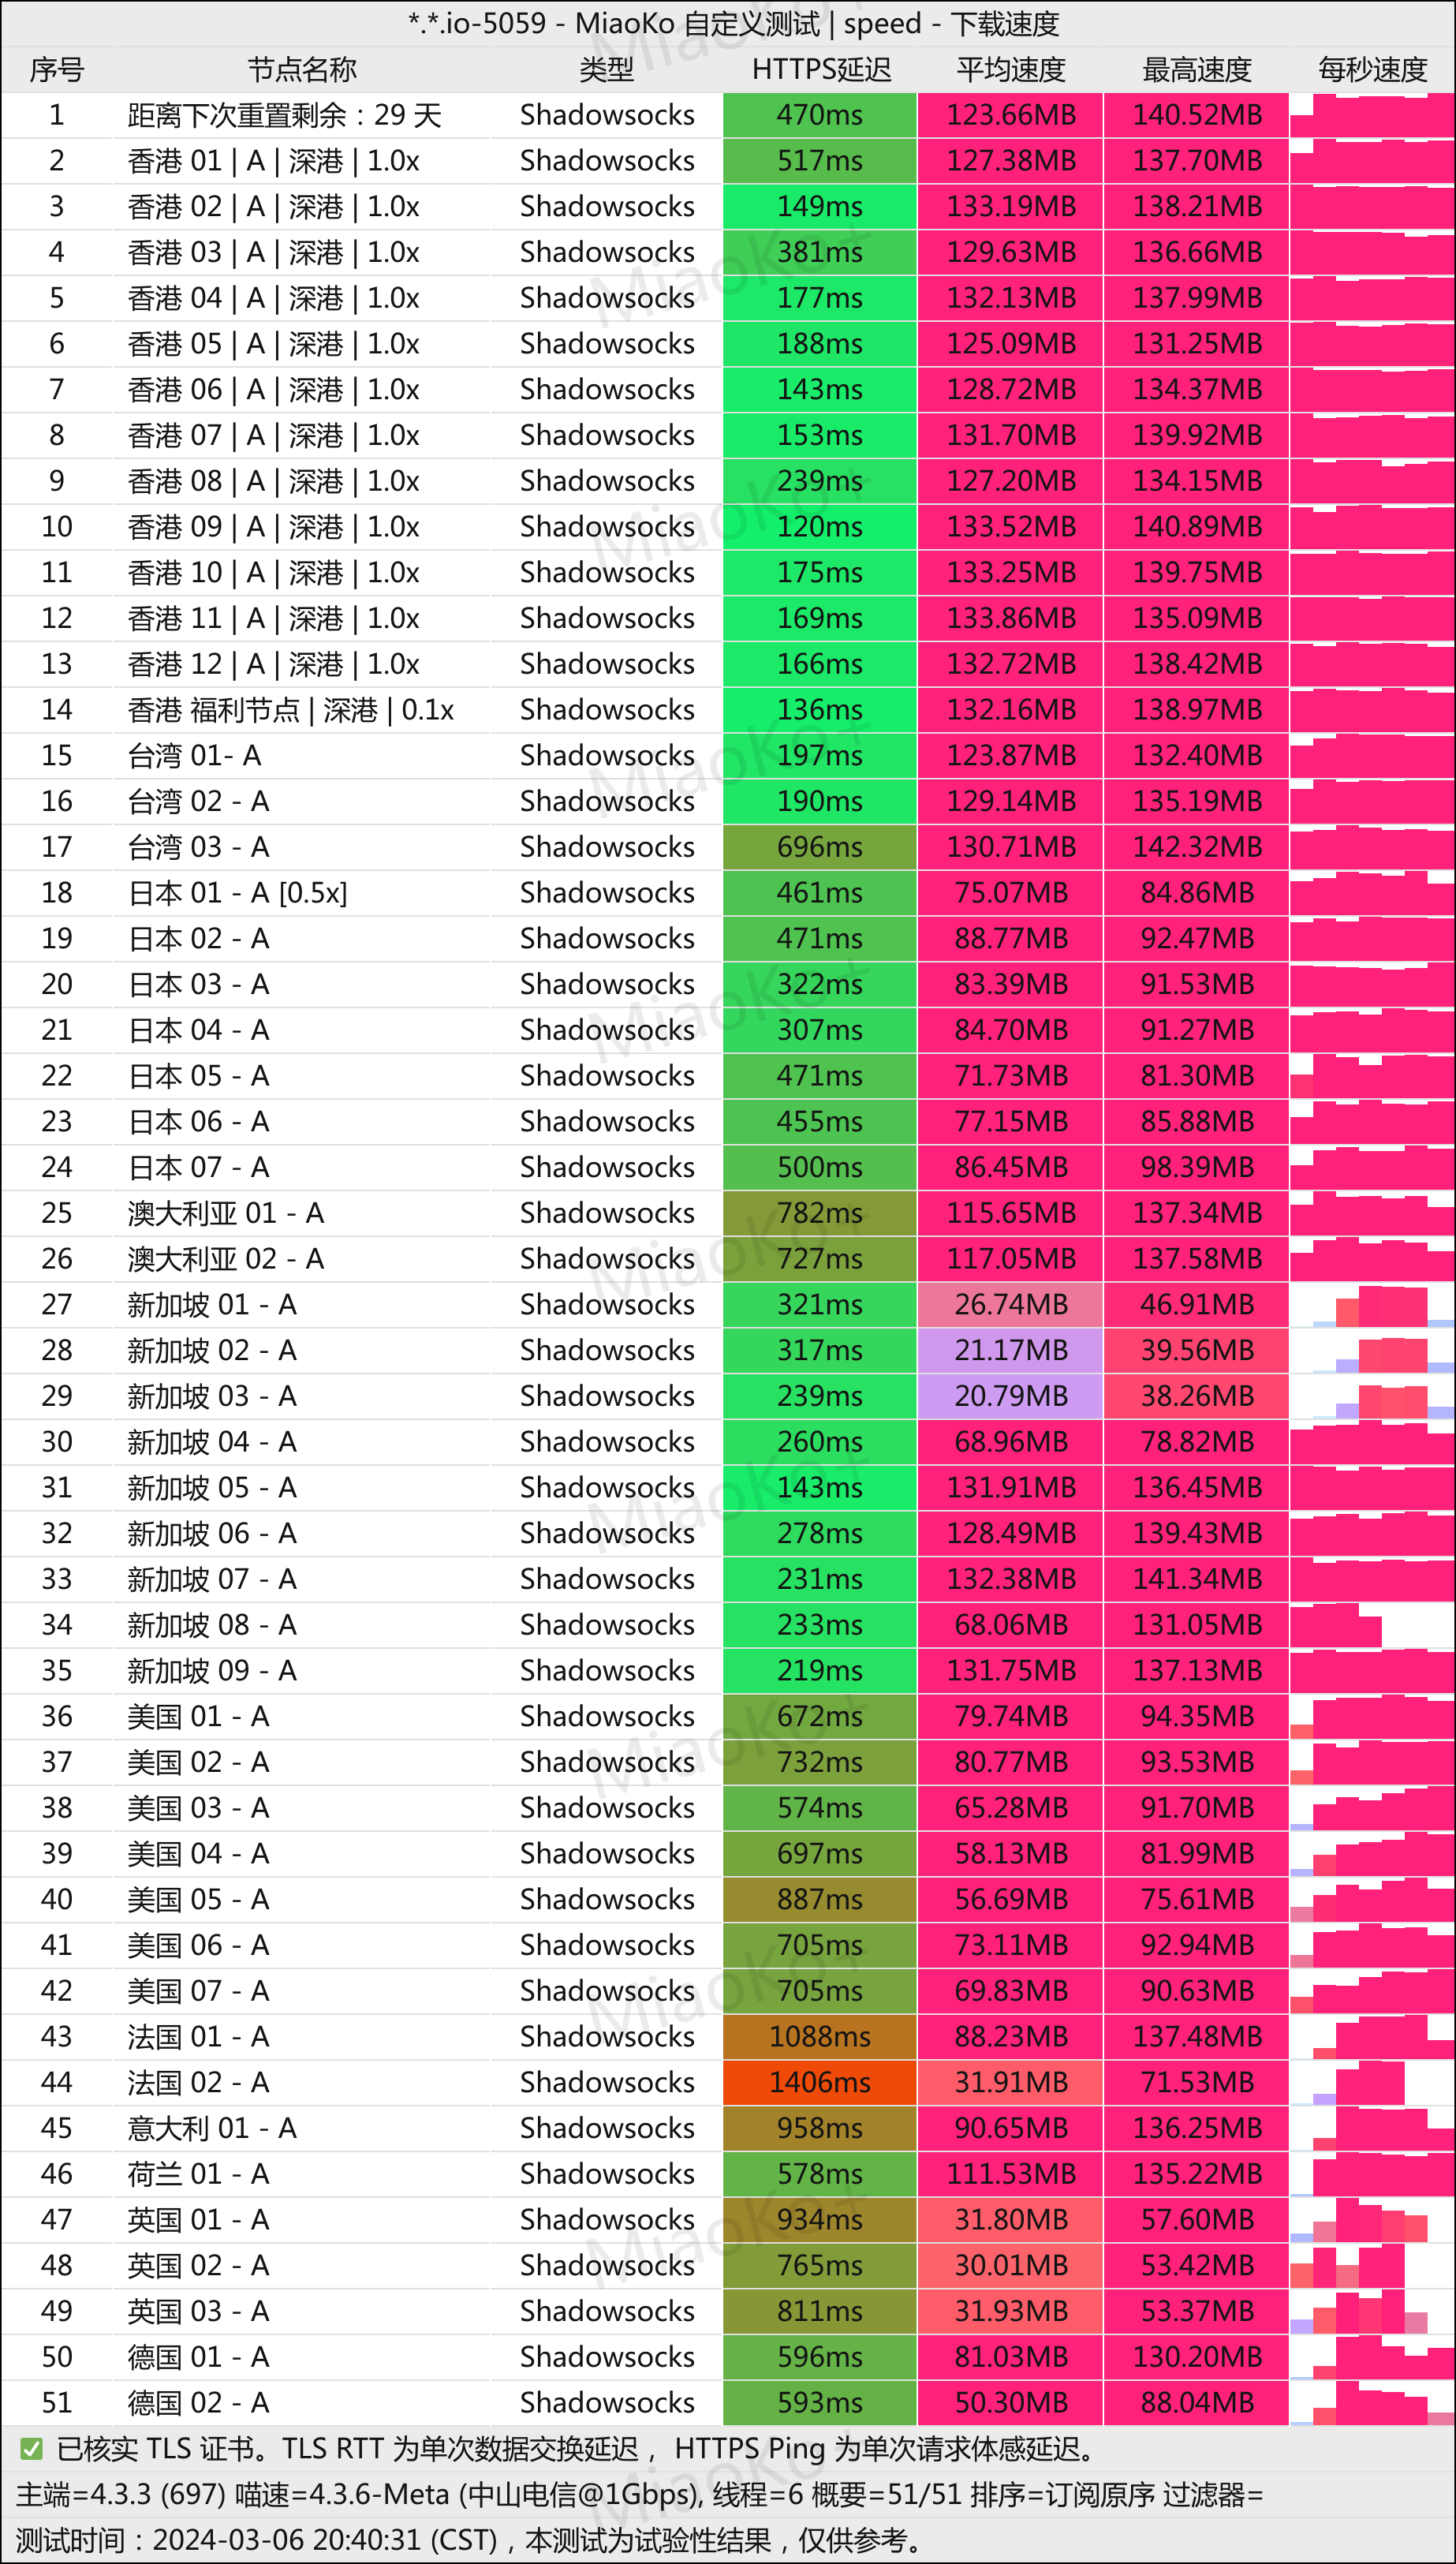 *.*.io-5059 - MiaoKo 自定义测试 | speed - 下载速度
序号 节点名称 类型 HTTPS延迟 平均速度 最高速度 每秒速度
1 距离下次重置剩余：29 天 Shadowsocks 470ms 123.66MB 140.52MB
2 香港 01 | A | 深港 | 1.0x Shadowsocks 517ms 127.38MB 137.70MB
3 香港 02 | A | 深港 | 1.0x Shadowsocks 149ms 133.19MB 138.21MB
4 香港 03 | A | 深港 | 1.0x Shadowsocks 381ms 129.63MB 136.66MB
5 香港 04 | A | 深港 | 1.0x Shadowsocks 177ms 132.13MB 137.99MB
6 香港 05 | A | 深港 | 1.0x Shadowsocks 188ms 125.09MB 131.25MB
7 香港 06 | A | 深港 | 1.0x Shadowsocks 143ms 128.72MB 134.37MB
8 香港 07 | A | 深港 | 1.0x Shadowsocks 153ms 131.70MB 139.92MB
9 香港 08 | A | 深港 | 1.0x Shadowsocks 239ms 127.20MB 134.15MB
10 香港 09 | A | 深港 | 1.0x Shadowsocks 120ms 133.52MB 140.89MB
11 香港 10 | A | 深港 | 1.0x Shadowsocks 175ms 133.25MB 139.75MB
12 香港 11 | A | 深港 | 1.0x Shadowsocks 169ms 133.86MB 135.09MB
13 香港 12 | A | 深港 | 1.0x Shadowsocks 166ms 132.72MB 138.42MB
14 香港 福利节点 | 深港 | 0.1x Shadowsocks 136ms 132.16MB 138.97MB
15 台湾 01- A Shadowsocks 197ms 123.87MB 132.40MB
16 台湾 02 - A Shadowsocks 190ms 129.14MB 135.19MB
17 台湾 03 - A Shadowsocks 696ms 130.71MB 142.32MB
18 日本 01 - A [0.5x] Shadowsocks 461ms 75.07MB 84.86MB
19 日本 02 - A Shadowsocks 471ms 88.77MB 92.47MB
20 日本 03 - A Shadowsocks 322ms 83.39MB 91.53MB
21 日本 04 - A Shadowsocks 307ms 84.70MB 91.27MB
22 日本 05 - A Shadowsocks 471ms 71.73MB 81.30MB
23 日本 06 - A Shadowsocks 455ms 77.15MB 85.88MB
24 日本 07 - A Shadowsocks 500ms 86.45MB 98.39MB
25 澳大利亚 01 - A Shadowsocks 782ms 115.65MB 137.34MB
26 澳大利亚 02 - A Shadowsocks 727ms 117.05MB 137.58MB
27 新加坡 01 - A Shadowsocks 321ms 26.74MB 46.91MB
28 新加坡 02 - A Shadowsocks 317ms 21.17MB 39.56MB
29 新加坡 03 - A Shadowsocks 239ms 20.79MB 38.26MB
30 新加坡 04 - A Shadowsocks 260ms 68.96MB 78.82MB
31 新加坡 05 - A Shadowsocks 143ms 131.91MB 136.45MB
32 新加坡 06 - A Shadowsocks 278ms 128.49MB 139.43MB
33 新加坡 07 - A Shadowsocks 231ms 132.38MB 141.34MB
34 新加坡 08 - A Shadowsocks 233ms 68.06MB 131.05MB
35 新加坡 09 - A Shadowsocks 219ms 131.75MB 137.13MB
36 美国 01 - A Shadowsocks 672ms 79.74MB 94.35MB
37 美国 02 - A Shadowsocks 732ms 80.77MB 93.53MB
38 美国 03 - A Shadowsocks 574ms 65.28MB 91.70MB
39 美国 04 - A Shadowsocks 697ms 58.13MB 81.99MB
40 美国 05 - A Shadowsocks 887ms 56.69MB 75.61MB
41 美国 06 - A Shadowsocks 705ms 73.11MB 92.94MB
42 美国 07 - A Shadowsocks 705ms 69.83MB 90.63MB
43 法国 01 - A Shadowsocks 1088ms 88.23MB 137.48MB
44 法国 02 - A Shadowsocks 1406ms 31.91MB 71.53MB
45 意大利 01 - A Shadowsocks 958ms 90.65MB 136.25MB
46 荷兰 01 - A Shadowsocks 578ms 111.53MB 135.22MB
47 英国 01 - A Shadowsocks 934ms 31.80MB 57.60MB
48 英国 02 - A Shadowsocks 765ms 30.01MB 53.42MB
49 英国 03 - A Shadowsocks 811ms 31.93MB 53.37MB
50 德国 01 - A Shadowsocks 596ms 81.03MB 130.20MB
51 德国 02 - A Shadowsocks 593ms 50.30MB 88.04MB
✅ 已核实 TLS 证书。TLS RTT 为单次数据交换延迟， HTTPS Ping 为单次请求体感延迟。
主端=4.3.3 (697) 喵速=4.3.6-Meta (中山电信@1Gbps), 线程=6 概要=51/51 排序=订阅原序 过滤器=
测试时间：2024-03-06 20:40:31 (CST)，本测试为试验性结果，仅供参考。